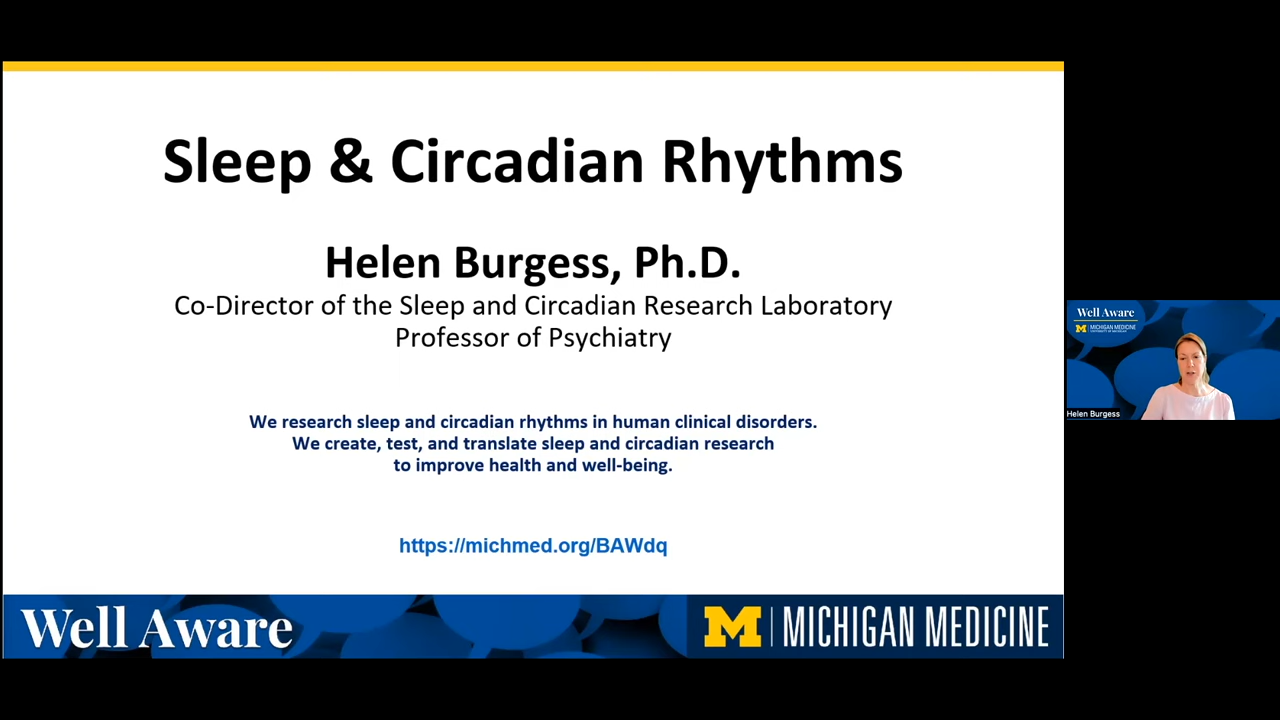 Sleep & Circadian Rhythms
Helen Burgess, Ph.D.
Co-Director of the Sleep and Circadian Research Laboratory
Professor of Psychiatry
We research sleep and circadian rhythms in human clinical disorders.
We create, test, and translate sleep and circadian research
to improve health and well-being.
https://michmed.org/BAWdq
Well Aware
M | MICHIGAN MEDICINE
Well Aware
M | MICHIGAN MEDICINE
UNIVERSITY OF MICHIGAN
Helen Burgess